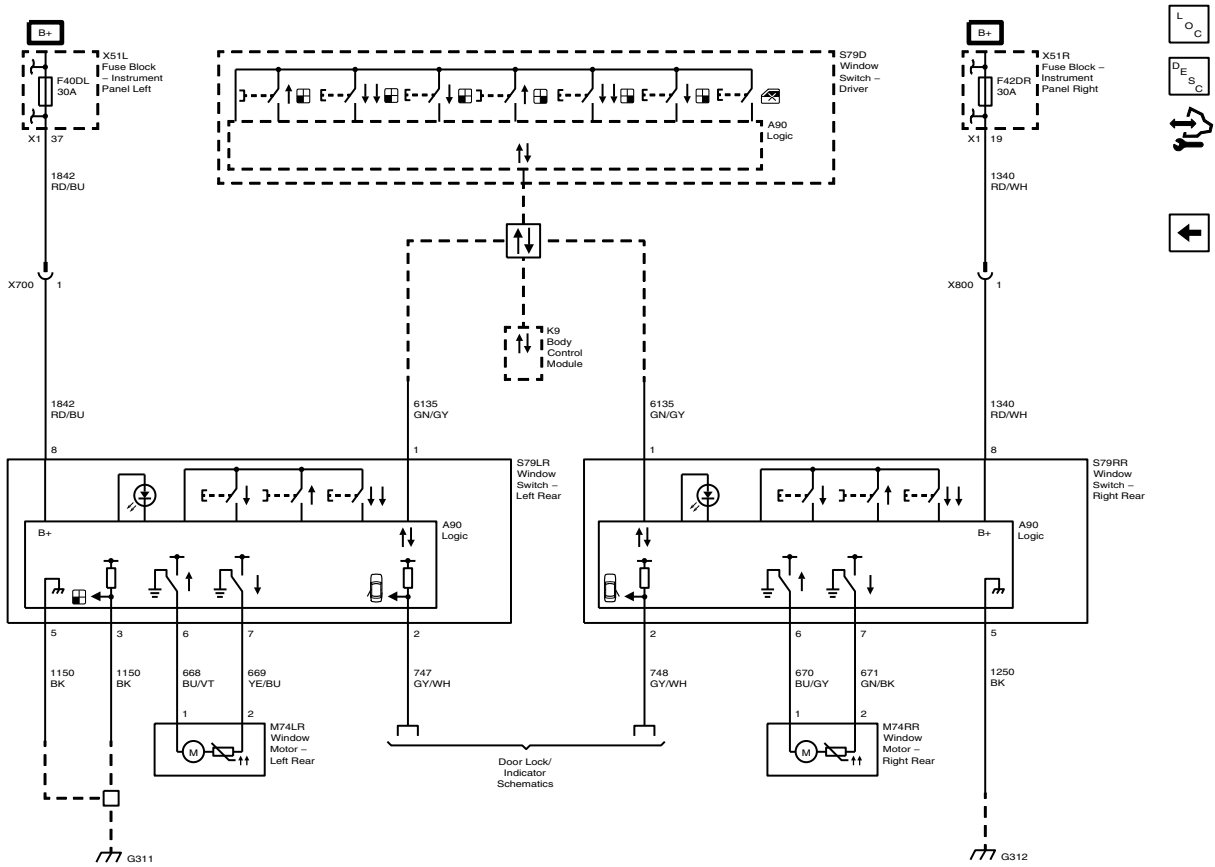 B+
X51L
Fuse Block
– Instrument
Panel Left
F40DL
30A
X1 37
1842
RD/BU
X700 1
1842
RD/BU
S79D
Window
Switch –
Driver
A90
Logic
K9
Body
Control
Module
6135
GN/GY
6135
GN/GY
B+
X51R
Fuse Block –
Instrument
Panel Right
F42DR
30A
X1 19
1340
RD/WH
X800 1
1340
RD/WH
L
O
C
D
E
S
C
8
1
S79LR
Window
Switch –
Left Rear
B+
A90
Logic
5
3
6
7
2
1150
BK
1150
BK
668
BU/VT
669
YE/BU
747
GY/WH
1
2
M
M74LR
Window
Motor –
Left Rear
G311
Door Lock/
Indicator
Schematics
1
8
S79RR
Window
Switch –
Right Rear
B+
A90
Logic
2
6
7
5
748
GY/WH
670
BU/GY
671
GN/BK
1250
BK
1
2
M
M74RR
Window
Motor –
Right Rear
G312